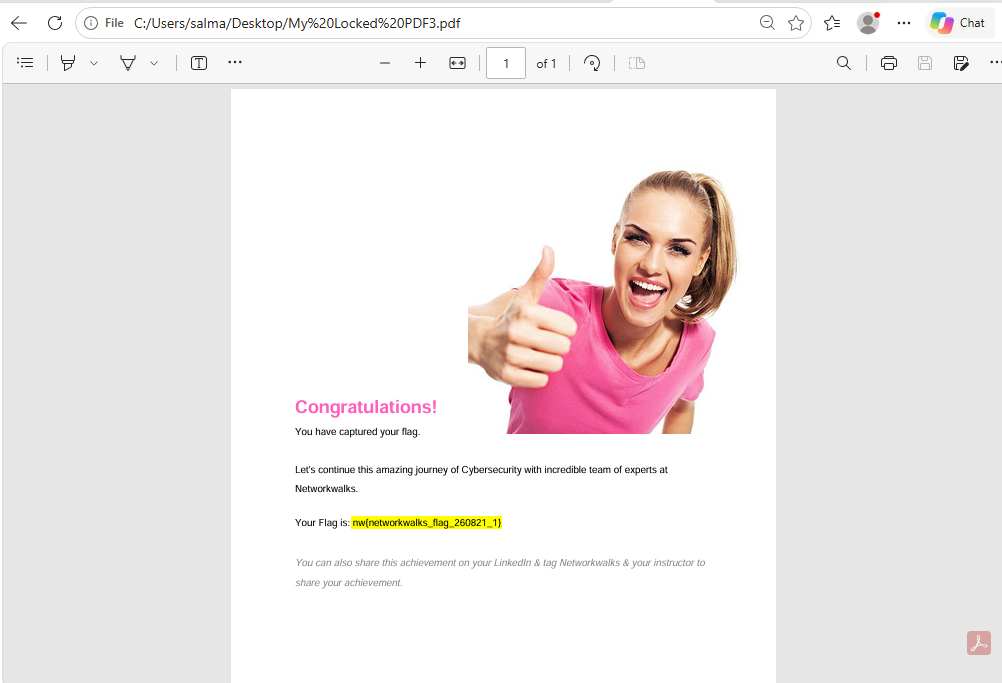 File C:/Users/salma/Desktop/My%20Locked%20PDF3.pdf
Chat
1 of 1
Congratulations!
You have captured your flag.
Let's continue this amazing journey of Cybersecurity with incredible team of experts at
Networkwalks.
Your Flag is: nw{networkwalks_flag_260821_1}
You can also share this achievement on your LinkedIn & tag Networkwalks & your instructor to
share your achievement.